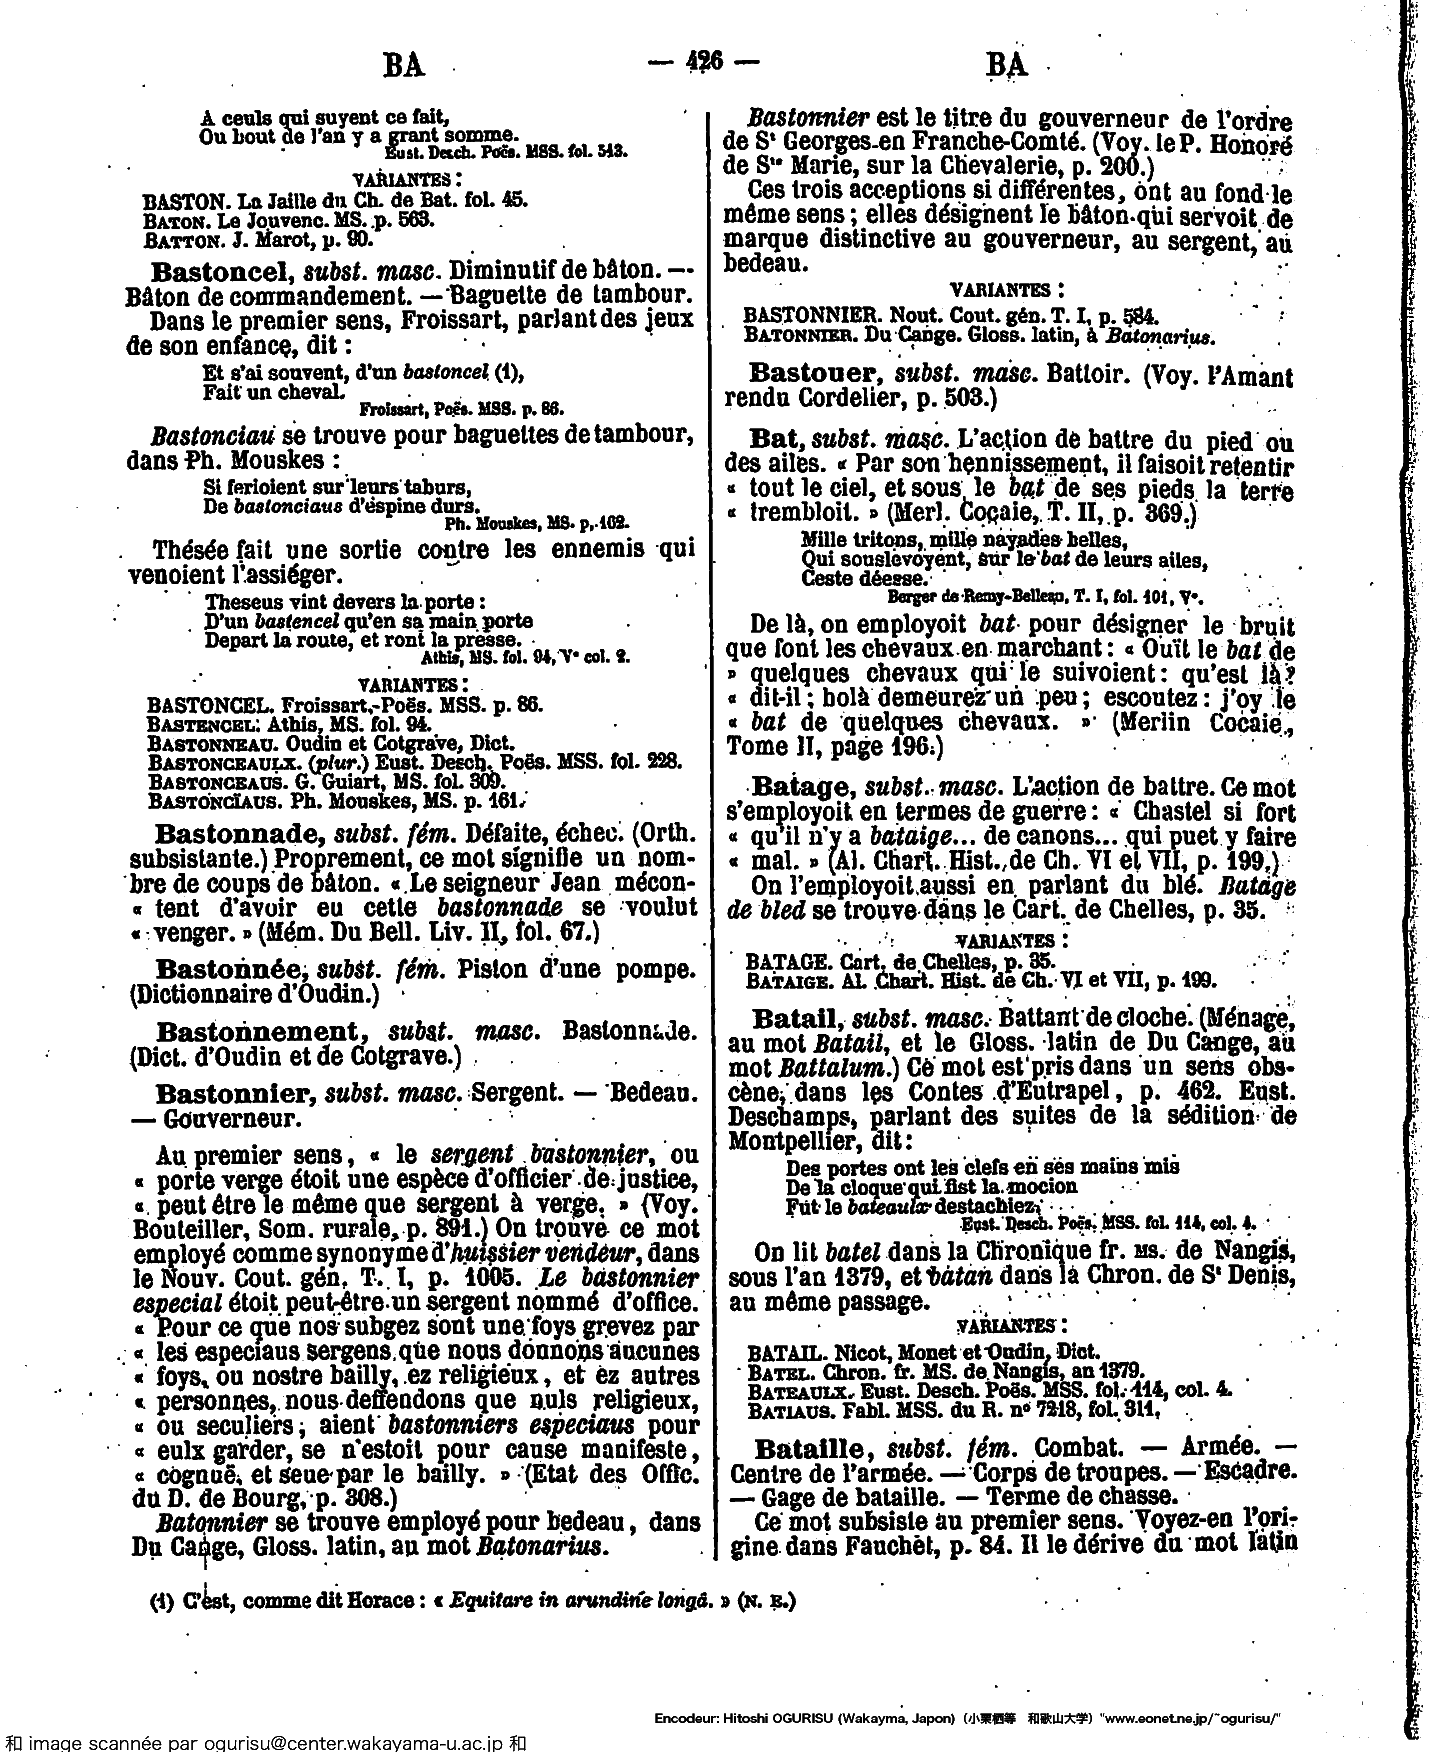 BA
— 426 —
BA
A ceuls qui suyent ce fait,
Ou bout de l'an y a grant somme.
Eust. Desch. Poës. MSS. fol. 543.
VARIANTES :
BASTON. La Jaille du Ch. de Bat. fol. 45.
BATON. Le Jouvenc. MS. p. 563.
BATTON. J. Marot, p. 90.
Bastoncel, subst. masc. Diminutif de bâton. —
Bâton de commandement. — Baguette de tambour.
Dans le premier sens, Froissart, parlant des jeux
de son enfance, dit :
Et s'ai souvent, d'un bastoncel (1),
Fait un cheval.
Froissart, Poës. MSS. p. 86.
Bastonciau se trouve pour baguettes de tambour,
dans Ph. Mouskes :
Si ferioient sur leurs taburs,
De bastonciaus d'espine durs.
Ph. Mouskes, MS. p. 162.
Thésée fait une sortie contre les ennemis qui
venoient l'assiéger.
Theseus vint devers la porte :
D'un bastencel qu'en sa main porte
Depart la route, et ront la presse.
Athis, MS. fol. 94, V° col. 2.
VARIANTES :
BASTONCEL. Froissart, Poës. MSS. p. 86.
BASTENCEL. Athis, MS. fol. 94.
BASTONNEAU. Oudin et Cotgrave, Dict.
BASTONCEAULX. (plur.) Eust. Desch. Poës. MSS. fol. 228.
BASTONCEAUS. G. Guiart, MS. fol. 309.
BASTONCIAUS. Ph. Mouskes, MS. p. 161.
Bastonnade, subst. fém. Défaite, échec. (Orth.
subsistante.) Proprement, ce mot signifie un nom-
bre de coups de bâton. « Le seigneur Jean mécon-
« tent d'avoir eu cette bastonnade se voulut
« venger. » (Mém. Du Bell. Liv. II, fol. 67.)
Bastonnée, subst. fém. Piston d'une pompe.
(Dictionnaire d'Oudin.)
Bastonnement, subst. masc. Bastonnade.
(Dict. d'Oudin et de Cotgrave.)
Bastonnier, subst. masc. Sergent. — Bedeau.
— Gouverneur.
Au premier sens, « le sergent bastonnier, ou
« porte verge étoit une espèce d'officier de justice,
« peut être le même que sergent à verge. » (Voy.
Bouteiller, Som. rurale, p. 891.) On trouve ce mot
employé comme synonyme d'huissier vendeur, dans
le Nouv. Cout. gén. T. I, p. 1005. Le bastonnier
especial étoit peut-être un sergent nommé d'office.
« Pour ce que nos subgez sont une foys grevez par
« les especiaus sergens que nous donnons aucunes
« foys, ou nostre bailly, ez religieux, et ez autres
« personnes, nous deffendons que nuls religieux,
« ou seculiers, aient bastonniers especiaus pour
« eulx garder, se n'estoit pour cause manifeste,
« cognuë, et seue par le bailly. » (Etat des Offic.
du D. de Bourg, p. 308.)
Batonnier se trouve employé pour bedeau, dans
Du Cange, Gloss. latin, au mot Batonarius.
Bastonnier est le titre du gouverneur de l'ordre
de St Georges en Franche-Comté. (Voy. le P. Honoré
de Ste Marie, sur la Chevalerie, p. 200.)
Ces trois acceptions si différentes, ont au fond le
même sens ; elles désignent le bâton qui servoit de
marque distinctive au gouverneur, au sergent, au
bedeau.
VARIANTES :
BASTONNIER. Nout. Cout. gén. T. I, p. 584.
BATONNIER. Du Cange. Gloss. latin, à Batonarius.
Bastouer, subst. masc. Battoir. (Voy. l'Amant
rendu Cordelier, p. 503.)
Bat, subst. masc. L'action de battre du pied ou
des ailes. « Par son hennissement, il faisoit retentir
« tout le ciel, et sous le bat de ses pieds la terre
« trembloit. » (Merl. Cocaie, T. II, p. 369.)
Mille tritons, mille nayades belles,
Qui souslevoyent, sur le bat de leurs ailes,
Ceste déesse.
Berger de Remy-Belleau, T. I, fol. 101, V°.
De là, on employoit bat pour désigner le bruit
que font les chevaux en marchant : « Ouït le bat de
» quelques chevaux qui le suivoient : qu'est là?
« dit-il ; holà demeurez un peu ; escoutez : j'oy le
« bat de quelques chevaux. » (Merlin Cocaie,
Tome II, page 196.)
Batage, subst. masc. L'action de battre. Ce mot
s'employoit en termes de guerre : « Chastel si fort
« qu'il n'y a bataige... de canons... qui puet y faire
« mal. » (Al. Chart. Hist. de Ch. VI et VII, p. 199.)
On l'employoit aussi en parlant du blé. Batage
de bled se trouve dans le Cart. de Chelles, p. 35.
VARIANTES :
BATAGE. Cart. de Chelles, p. 35.
BATAIGE. Al. Chart. Hist. de Ch. VI et VII, p. 199.
Batail, subst. masc. Battant de cloche. (Ménage,
au mot Batail, et le Gloss. latin de Du Cange, au
mot Battalum.) Ce mot est pris dans un sens obs-
cène, dans les Contes d'Eutrapel, p. 462. Eust.
Deschamps, parlant des suites de la sédition de
Montpellier, dit :
Des portes ont les clefs en ses mains mis
De la cloque qui fist la mocion
Fut le bateaulx destachiez.
Eust. Desch. Poës. MSS. fol. 114, col. 4.
On lit batel dans la Chronique fr. MS. de Nangis,
sous l'an 1379, et batan dans la Chron. de St Denis,
au même passage.
VARIANTES :
BATAIL. Nicot, Monet et Oudin, Dict.
BATEL. Chron. fr. MS. de Nangis, an 1379.
BATEAULX. Eust. Desch. Poës. MSS. fol. 114, col. 4.
BATIAUS. Fabl. MSS. du R. n° 7218, fol. 311.
Bataille, subst. fém. Combat. — Armée. —
Centre de l'armée. — Corps de troupes. — Escadre.
— Gage de bataille. — Terme de chasse.
Ce mot subsiste au premier sens. Voyez-en l'ori-
gine dans Fauchet, p. 84. Il le dérive du mot latin
(1) C'est, comme dit Horace : « Equitare in arundine longâ. » (N. E.)
Encodeur: Hitoshi OGURISU (Wakayma, Japon) (小栗栖等 和歌山大学) "www.eonet.ne.jp/~ogurisu/"
和 image scannée par ogurisu@center.wakayama-u.ac.jp 和